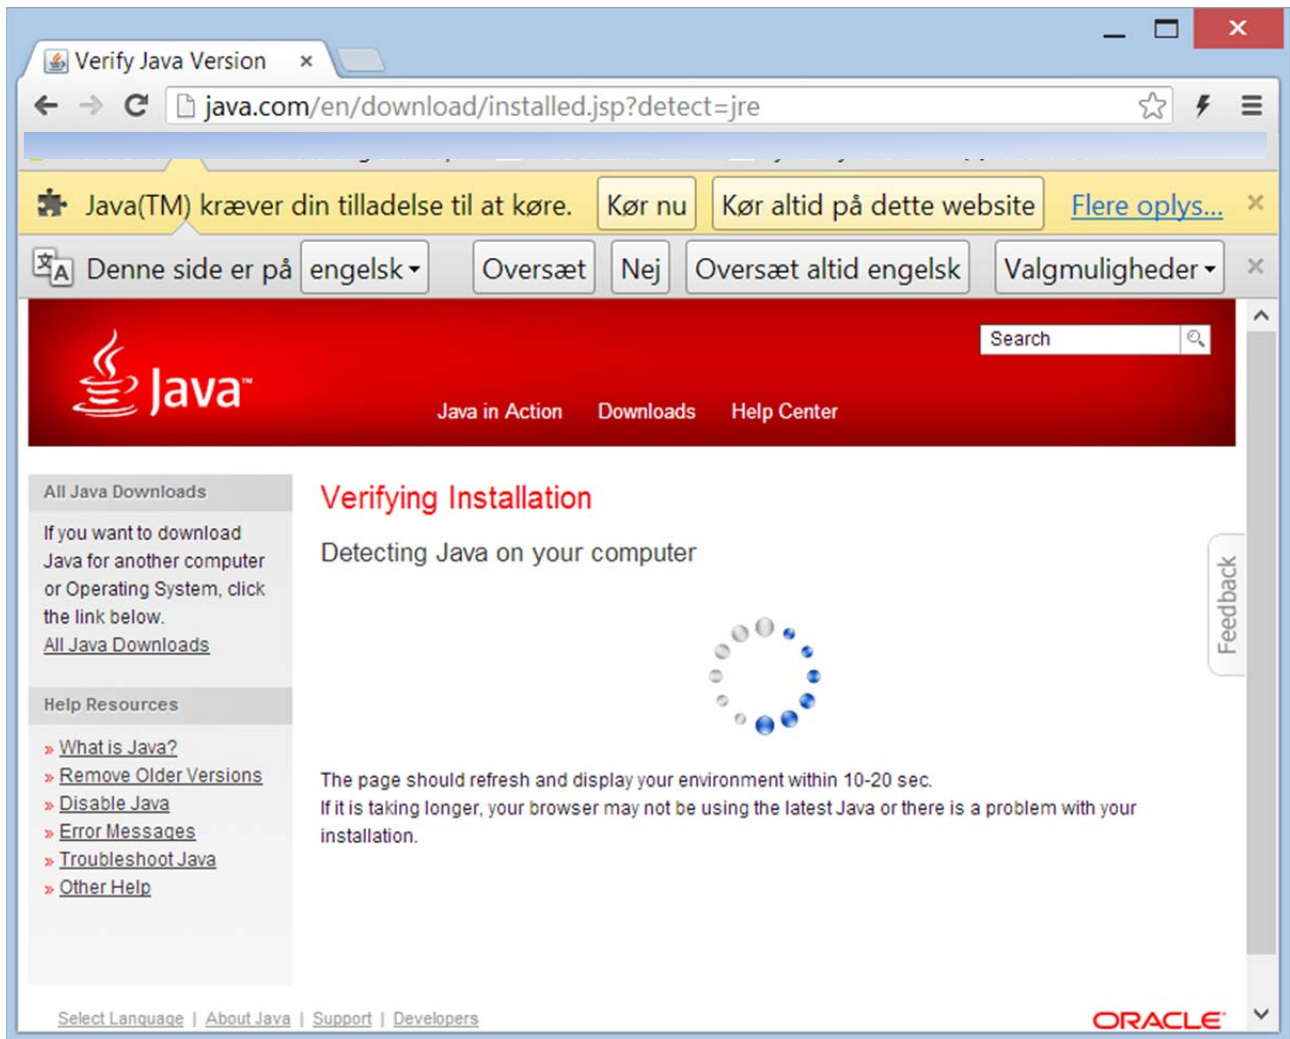 Verify Java Version
java.com/en/download/installed.jsp?detect=jre
Java(TM) kræver din tilladelse til at køre. Kør nu Kør altid på dette website Flere oplys...
Denne side er på engelsk Oversæt Nej Oversæt altid engelsk Valgmuligheder
Search
Java™
Java in Action Downloads Help Center
All Java Downloads
If you want to download
Java for another computer
or Operating System, click
the link below.
All Java Downloads
Help Resources
» What is Java?
» Remove Older Versions
» Disable Java
» Error Messages
» Troubleshoot Java
» Other Help
Verifying Installation
Detecting Java on your computer
The page should refresh and display your environment within 10-20 sec.
If it is taking longer, your browser may not be using the latest Java or there is a problem with your
installation.
Feedback
Select Language | About Java | Support | Developers
ORACLE